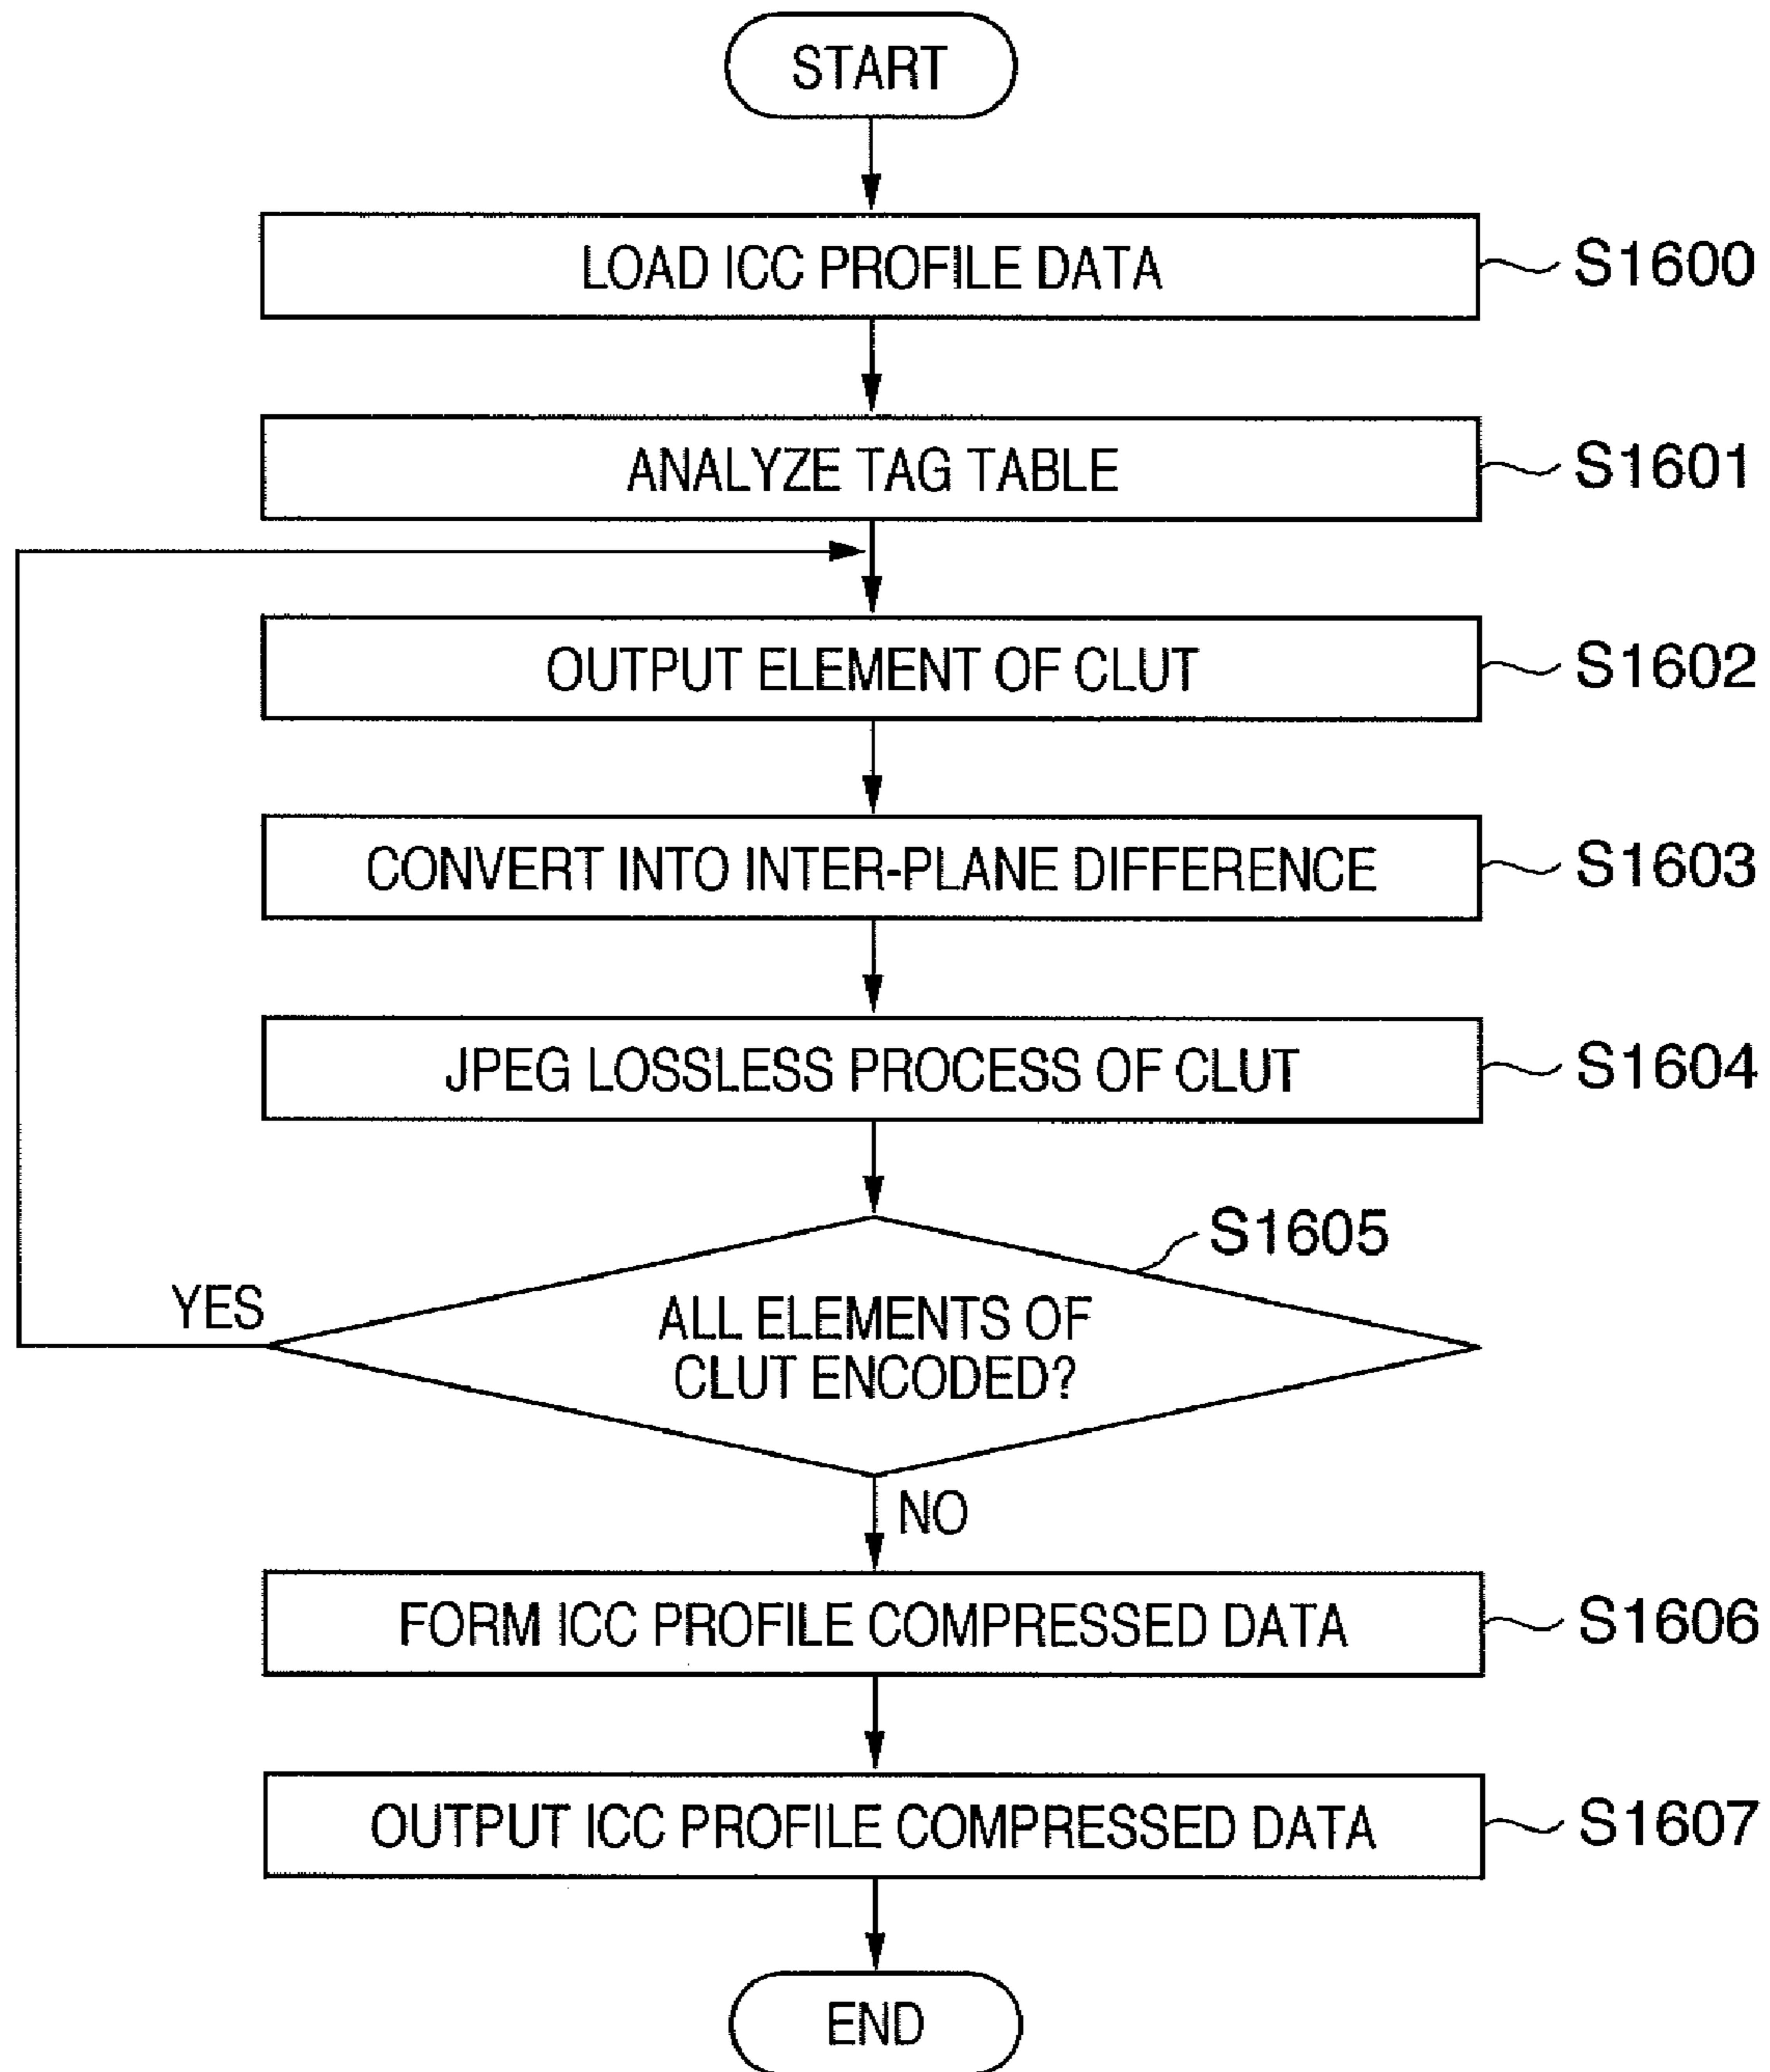 START
LOAD ICC PROFILE DATA
S1600
ANALYZE TAG TABLE
S1601
OUTPUT ELEMENT OF CLUT
S1602
CONVERT INTO INTER-PLANE DIFFERENCE
S1603
JPEG LOSSLESS PROCESS OF CLUT
S1604
S1605
YES
ALL ELEMENTS OF
CLUT ENCODED?
NO
FORM ICC PROFILE COMPRESSED DATA
S1606
OUTPUT ICC PROFILE COMPRESSED DATA
S1607
END